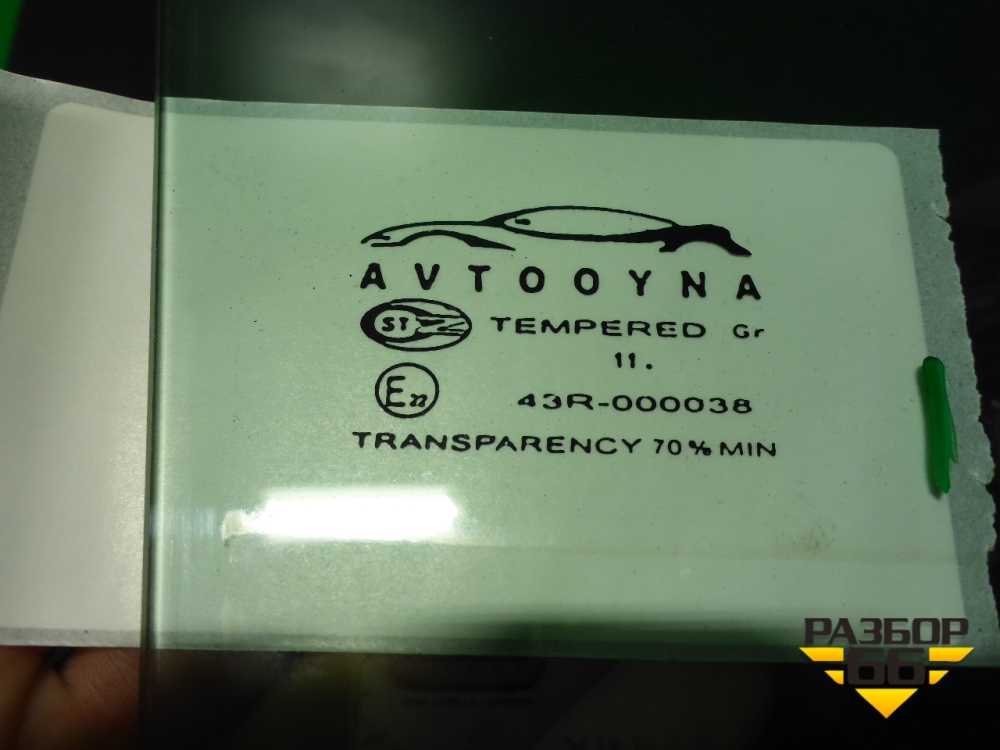 AVTOOYNA
ST TEMPERED Gr
11.
E22 43R-000038
TRANSPARENCY 70% MIN
РАЗБОР
66